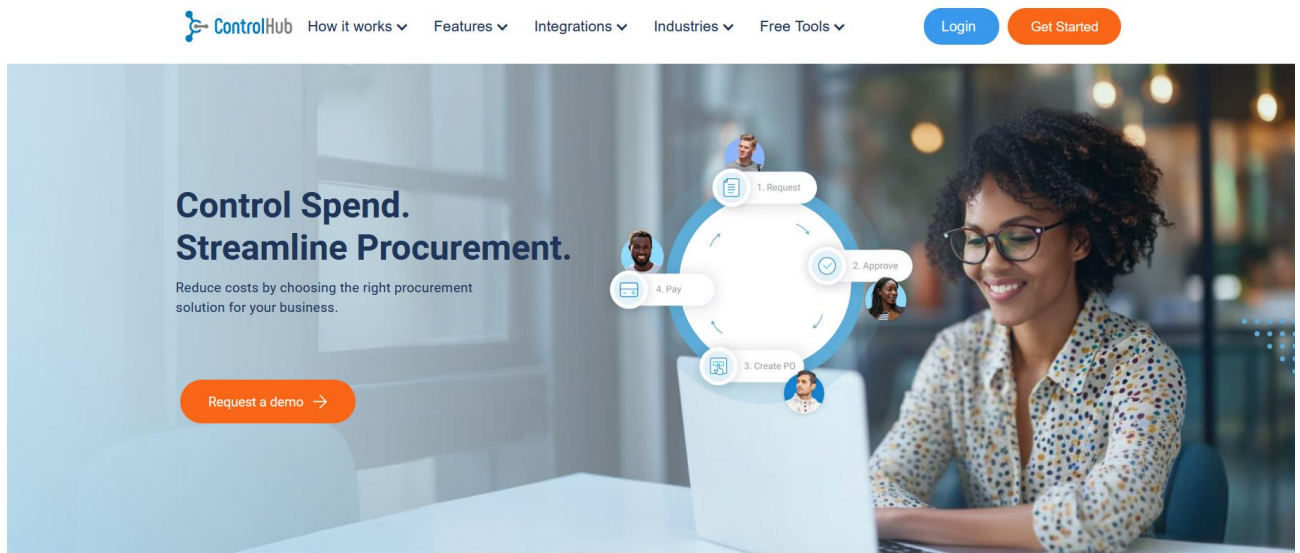 ControlHub
How it works
Features
Integrations
Industries
Free Tools
Login
Get Started
Control Spend.
Streamline Procurement.
Reduce costs by choosing the right procurement
solution for your business.
Request a demo
1. Request
2. Approve
3. Create PO
4. Pay